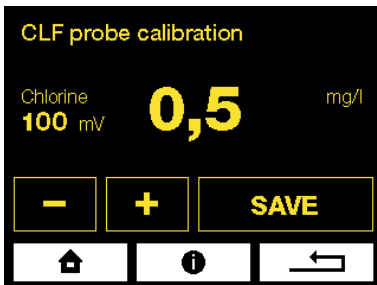 CLF probe calibration
Chlorine 0,5 mg/l
100 mV
− + SAVE